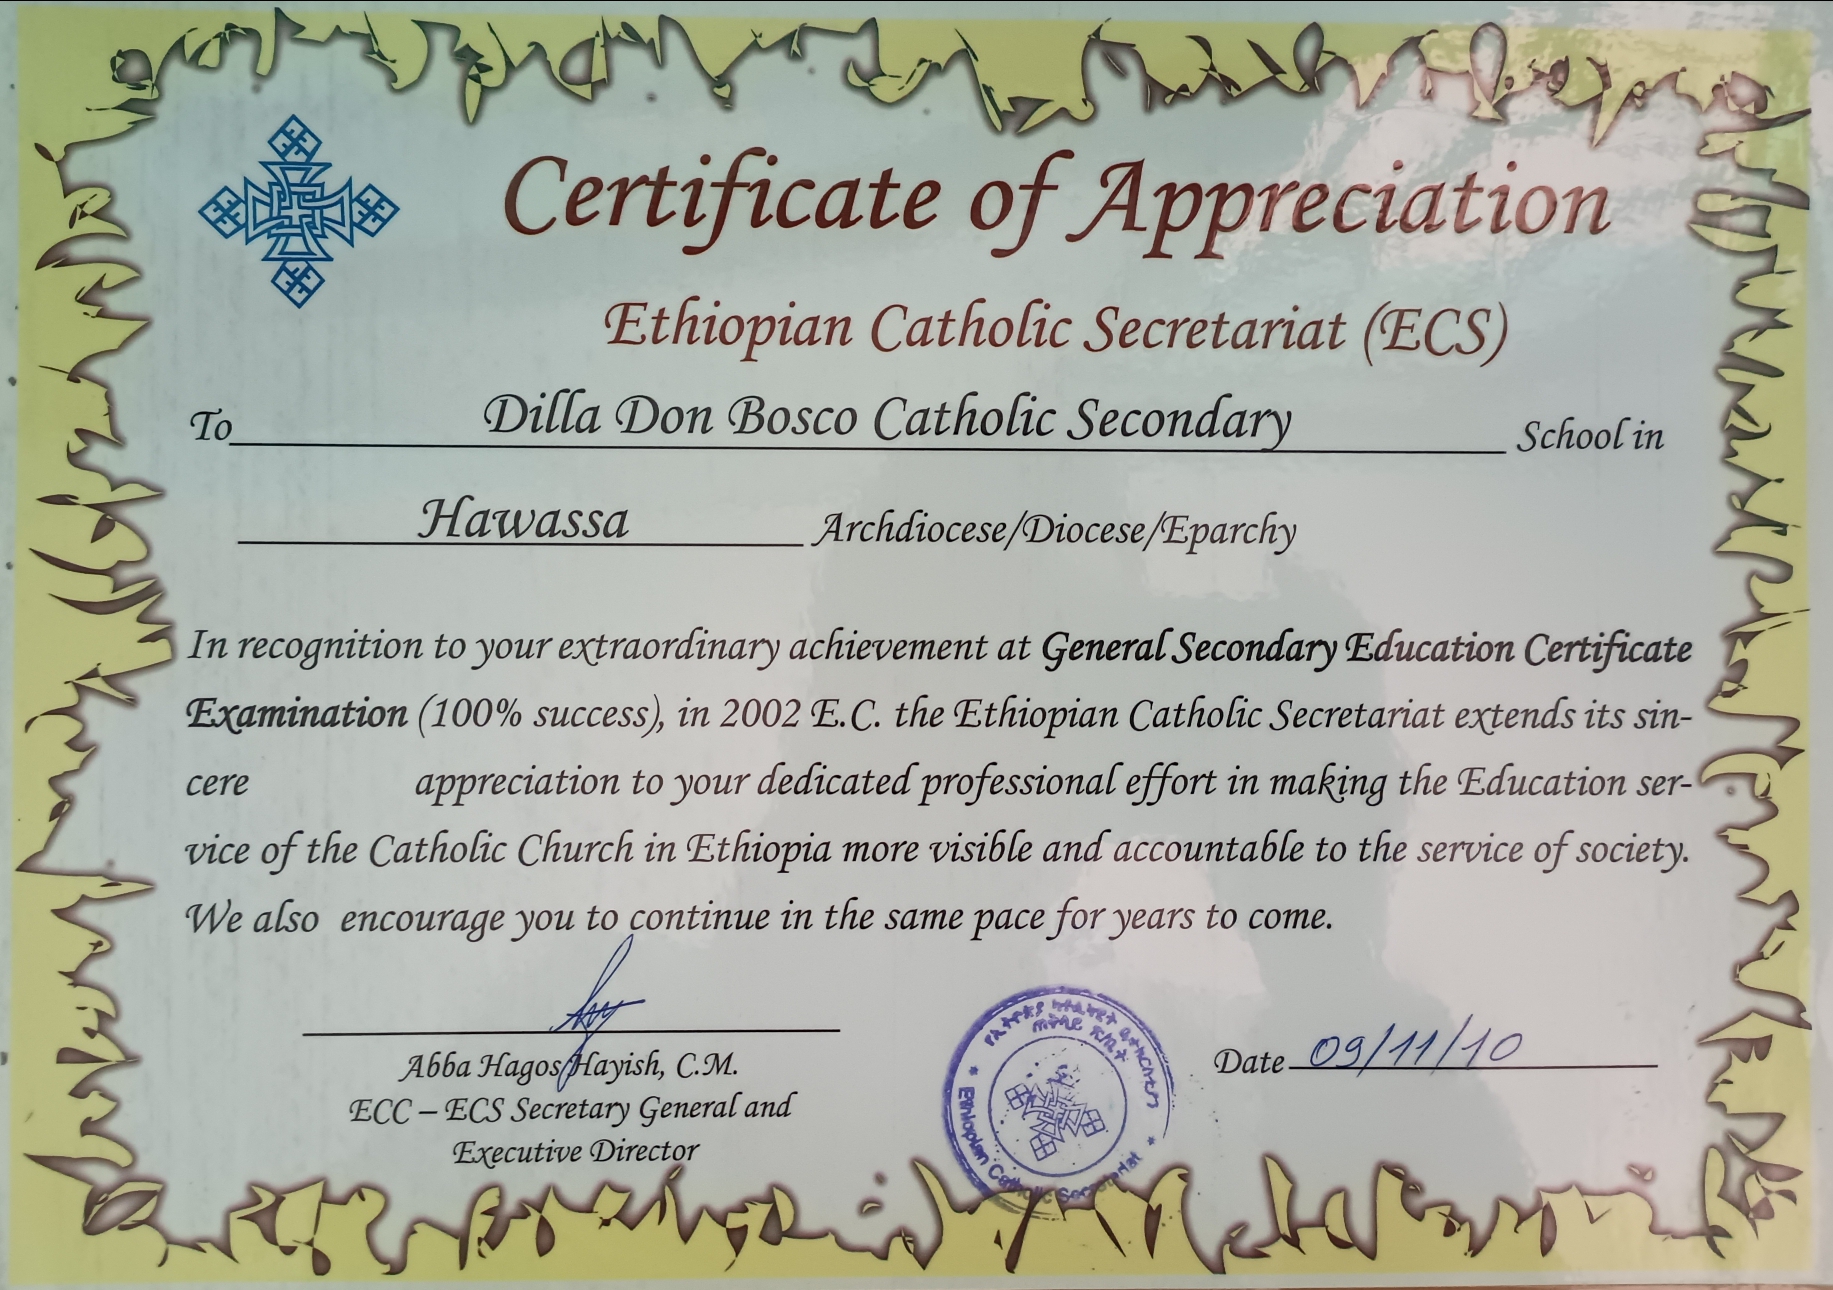 Certificate of Appreciation
Ethiopian Catholic Secretariat (ECS)
To Dilla Don Bosco Catholic Secondary School in
Hawassa Archdiocese/Diocese/Eparchy
In recognition to your extraordinary achievement at General Secondary Education Certificate
Examination (100% success), in 2002 E.C. the Ethiopian Catholic Secretariat extends its sin-
cere appreciation to your dedicated professional effort in making the Education ser-
vice of the Catholic Church in Ethiopia more visible and accountable to the service of society.
We also encourage you to continue in the same pace for years to come.
Abba Hagos Hayish, C.M.
ECC – ECS Secretary General and
Executive Director
Ethiopian Catholic Secretariat
Date 09/11/10